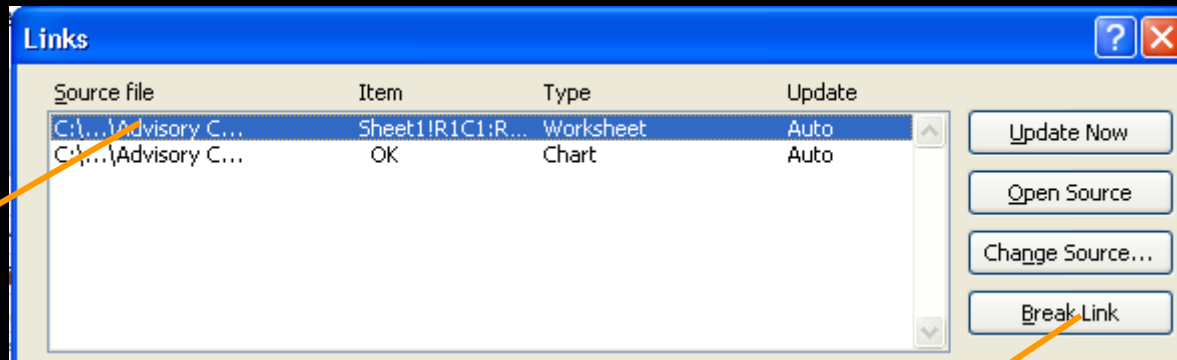 Links
Source file Item Type Update
C:\...\Advisory C... Sheet1!R1C1:R... Worksheet Auto
C:\...\Advisory C... OK Chart Auto
Update Now
Open Source
Change Source...
Break Link